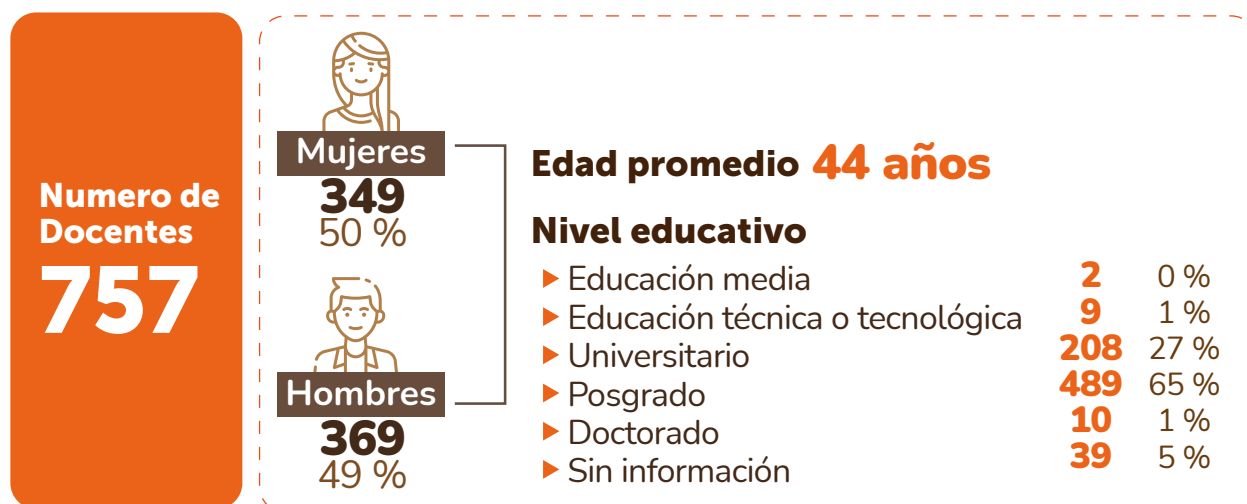 Numero de
Docentes
757
Mujeres
349
50 %
Hombres
369
49 %
Edad promedio 44 años
Nivel educativo
Educación media 2 0 %
Educación técnica o tecnológica 9 1 %
Universitario 208 27 %
Posgrado 489 65 %
Doctorado 10 1 %
Sin información 39 5 %